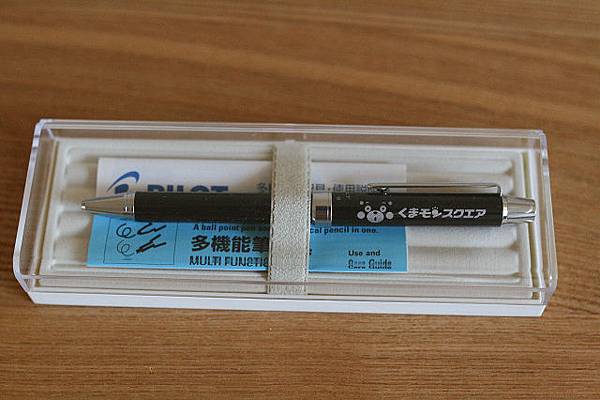 PILOT
くまモンスクエア
A ball point pen
cal pencil in one.
多機能筆
MULTI FUNCTI
Use and
Care Guide